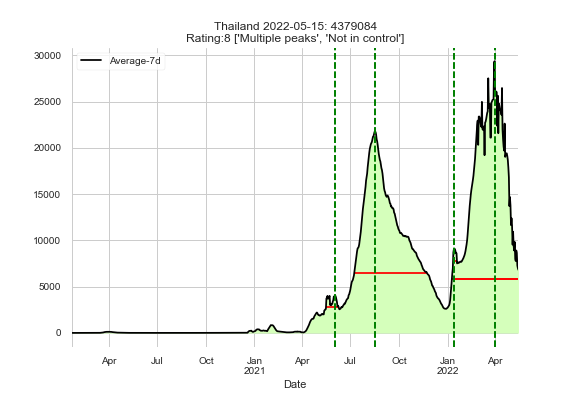 Thailand 2022-05-15: 4379084
Rating:8 ['Multiple peaks', 'Not in control']
Average-7d
30000
25000
20000
15000
10000
5000
0
Apr Jul Oct Jan Apr Jul Oct Jan Apr
2021 2022
Date